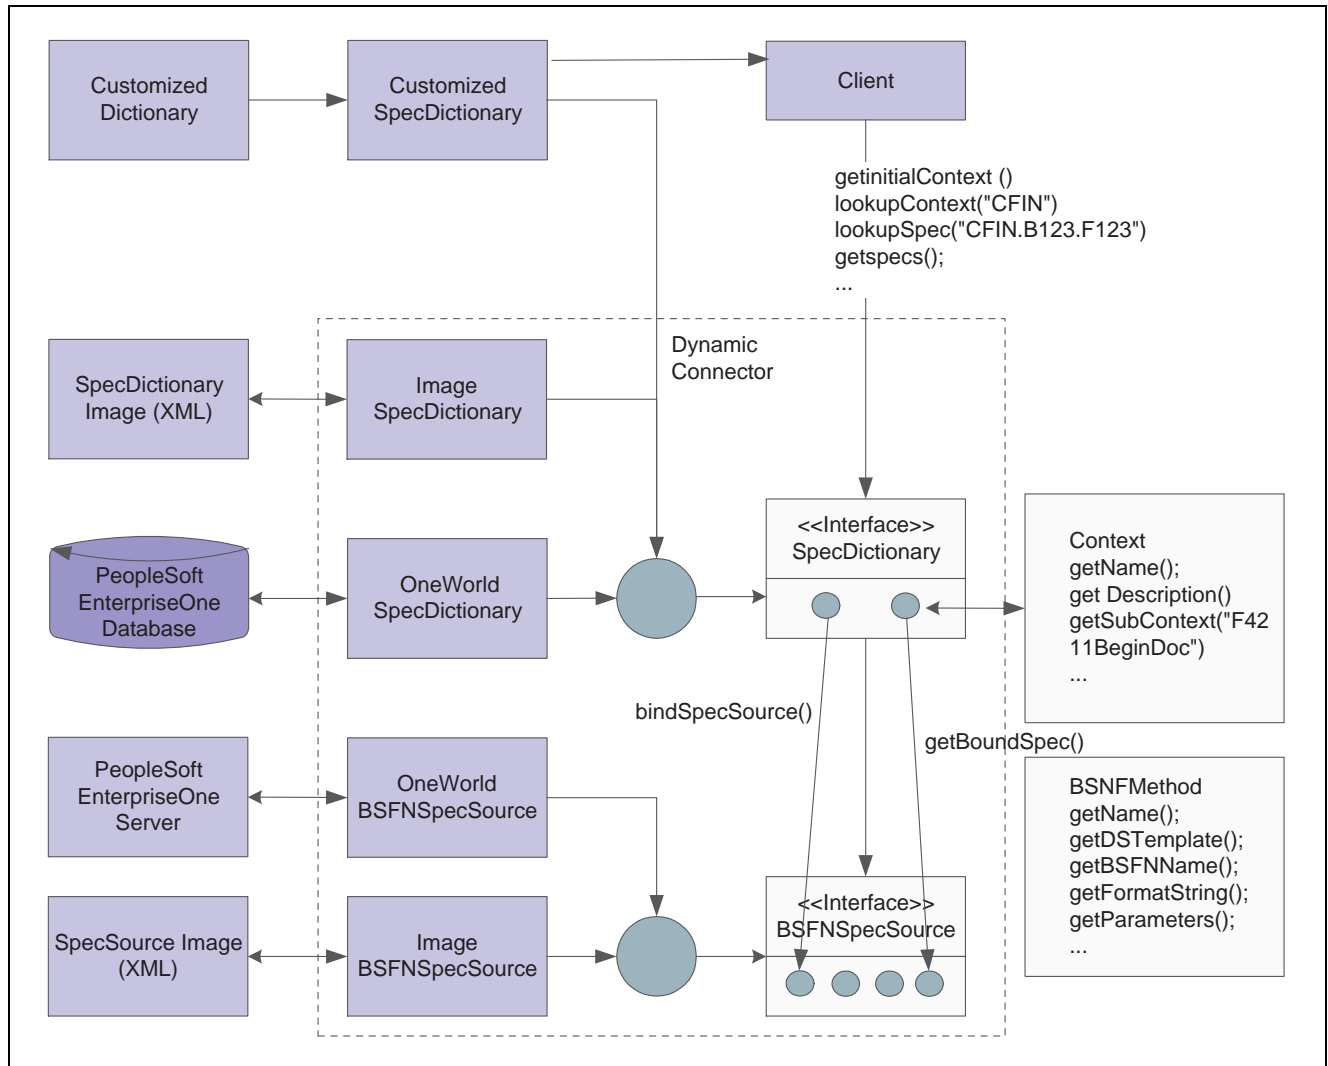 Customized
Dictionary
Customized
SpecDictionary
Client
getinitialContext ()
lookupContext("CFIN")
lookupSpec("CFIN.B123.F123")
getspecs();
...
Dynamic
Connector
SpecDictionary
Image (XML)
Image
SpecDictionary
<<Interface>>
SpecDictionary
PeopleSoft
EnterpriseOne
Database
OneWorld
SpecDictionary
Context
getName();
get Description()
getSubContext("F42
11BeginDoc")
...
bindSpecSource()
getBoundSpec()
PeopleSoft
EnterpriseOne
Server
OneWorld
BSFNSpecSource
BSNFMethod
getName();
getDSTemplate();
getBSFNName();
getFormatString();
getParameters();
...
<<Interface>>
BSFNSpecSource
SpecSource Image
(XML)
Image
BSFNSpecSource